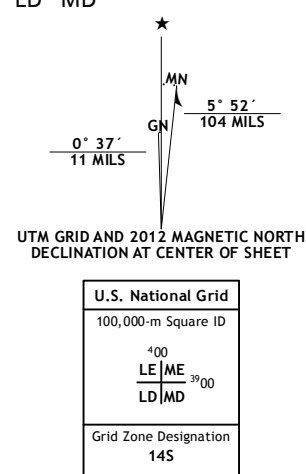 LD MD
★
MN
GN
5° 52´
104 MILS
0° 37´
11 MILS
UTM GRID AND 2012 MAGNETIC NORTH
DECLINATION AT CENTER OF SHEET
U.S. National Grid
100,000-m Square ID
400
LE ME
3900
LD MD
Grid Zone Designation
14S